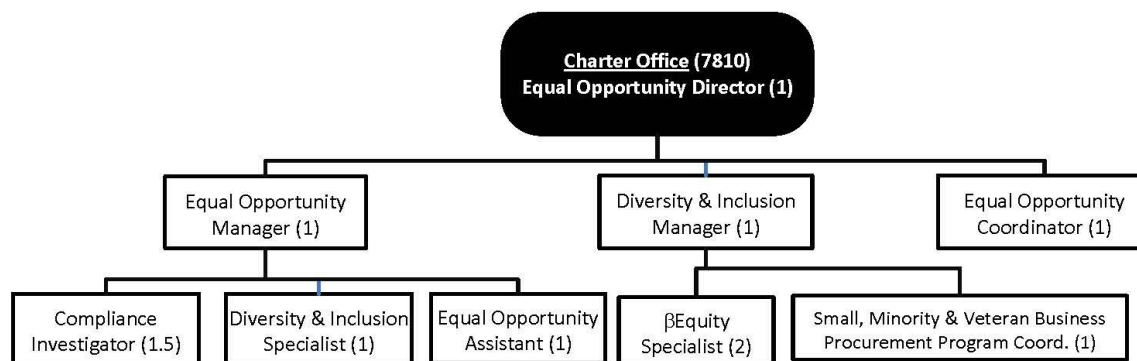 Charter Office (7810)
Equal Opportunity Director (1)
Equal Opportunity
Manager (1)
Diversity & Inclusion
Manager (1)
Equal Opportunity
Coordinator (1)
Compliance
Investigator (1.5)
Diversity & Inclusion
Specialist (1)
Equal Opportunity
Assistant (1)
βEquity
Specialist (2)
Small, Minority & Veteran Business
Procurement Program Coord. (1)